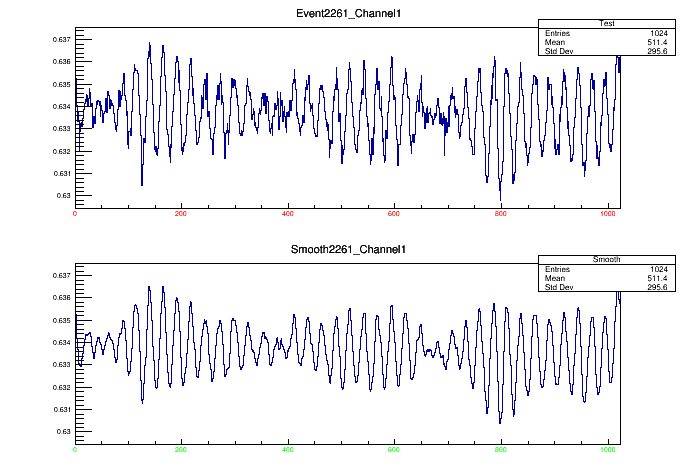 Event2261_Channel1
Test
Entries 1024
Mean 511.4
Std Dev 295.6
0.637
0.636
0.635
0.634
0.633
0.632
0.631
0.63
0 200 400 600 800 1000
Smooth2261_Channel1
Smooth
Entries 1024
Mean 511.4
Std Dev 295.6
0.637
0.636
0.635
0.634
0.633
0.632
0.631
0.63
0 200 400 600 800 1000